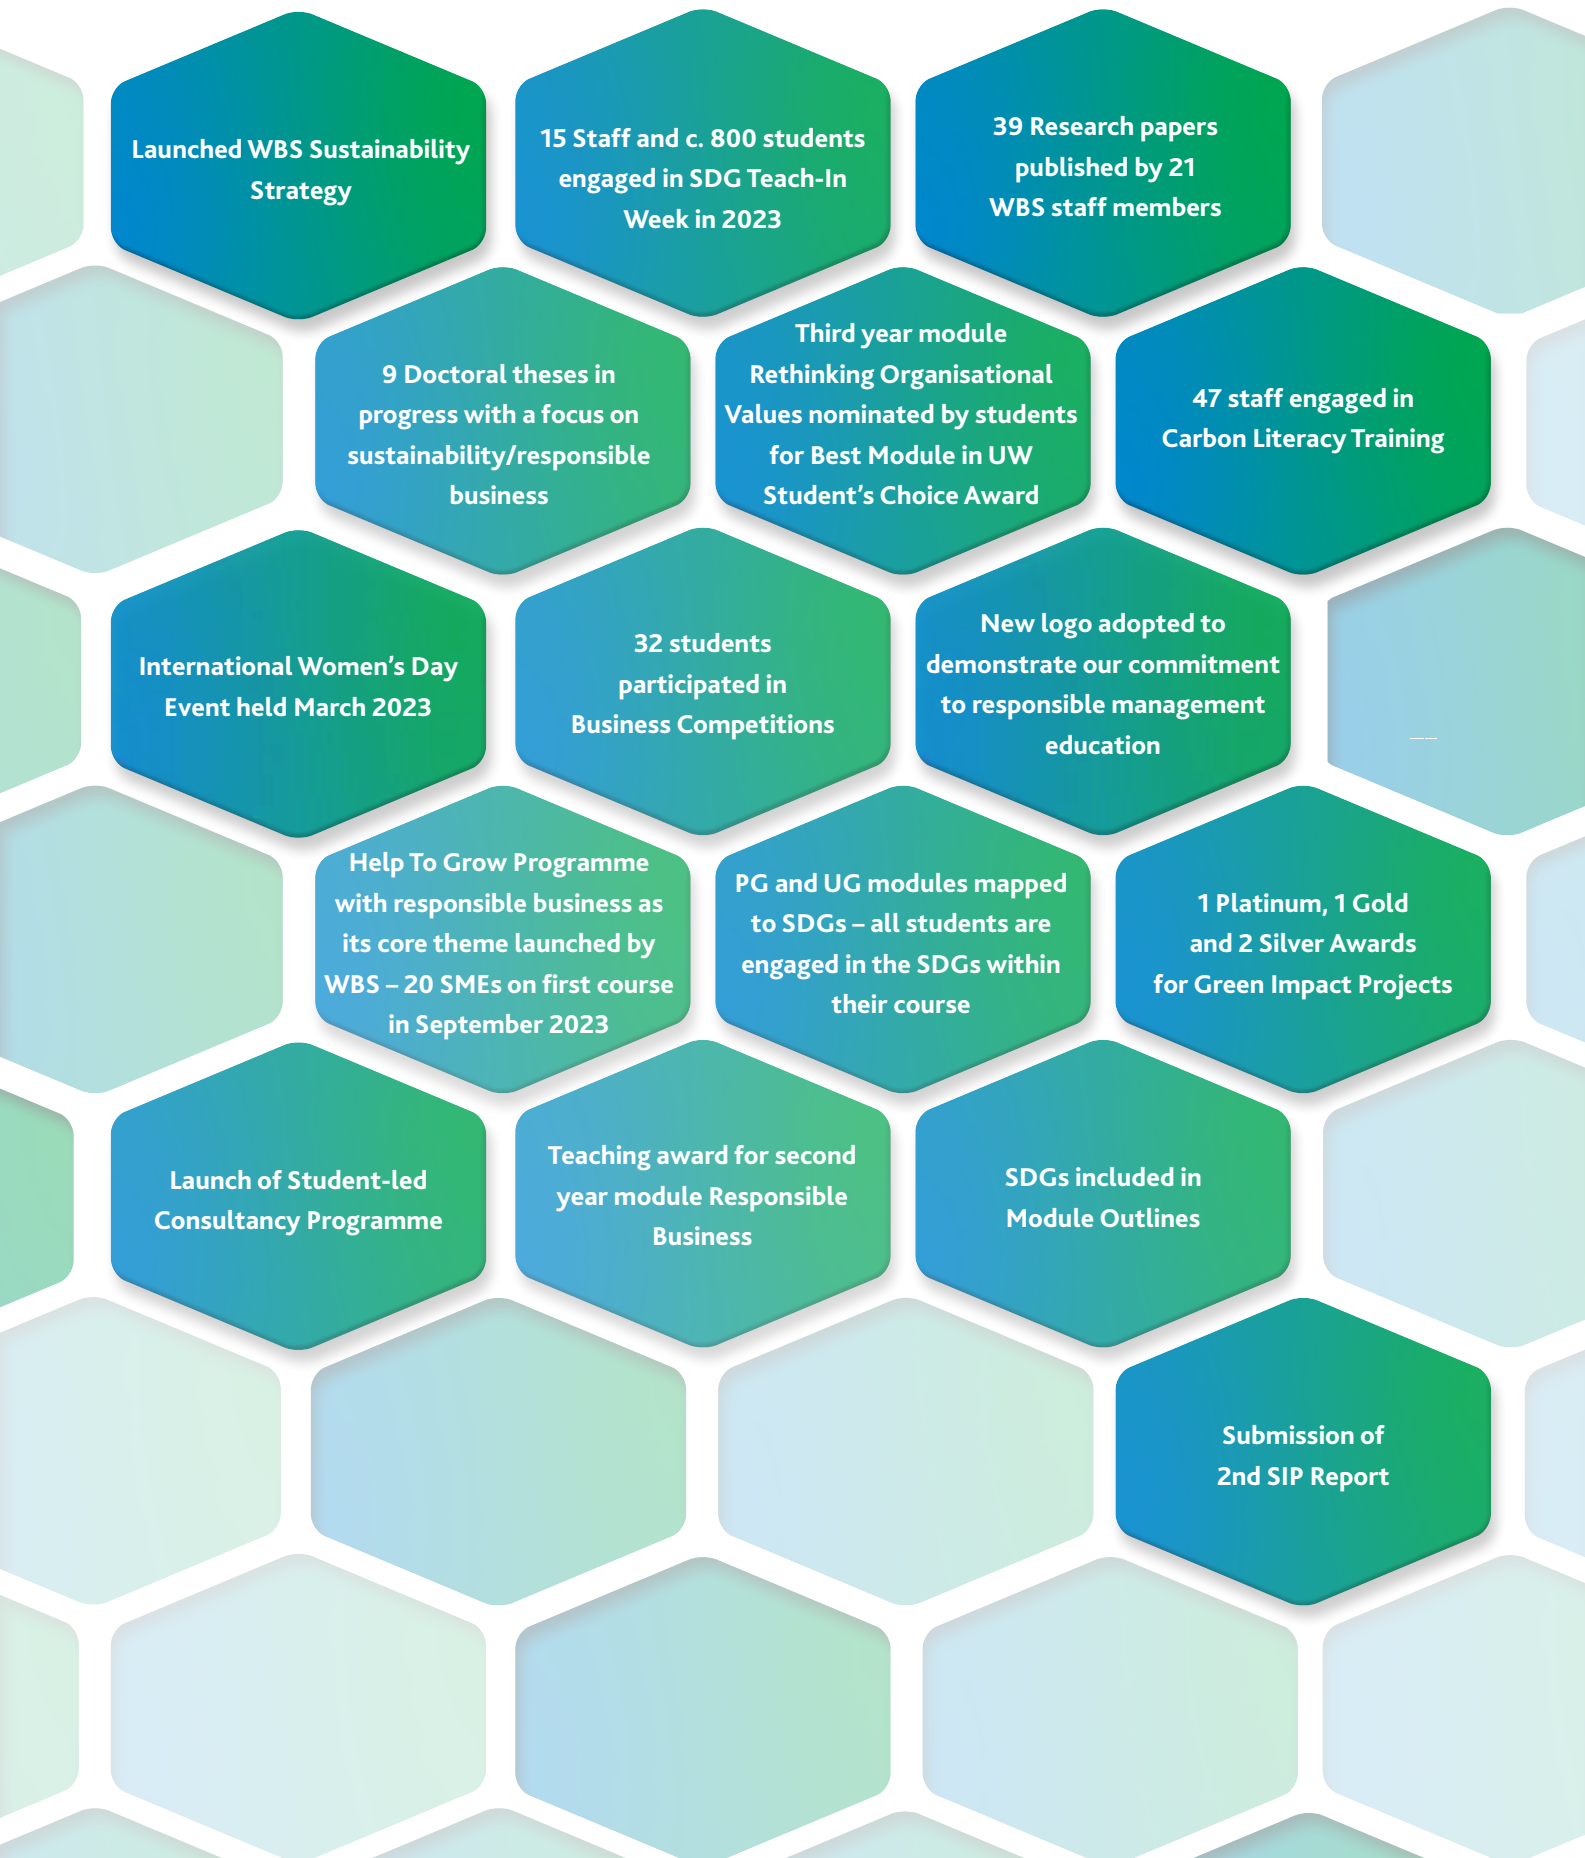 Launched WBS Sustainability
Strategy
15 Staff and c. 800 students
engaged in SDG Teach-In
Week in 2023
39 Research papers
published by 21
WBS staff members
9 Doctoral theses in
progress with a focus on
sustainability/responsible
business
Third year module
Rethinking Organisational
Values nominated by students
for Best Module in UW
Student’s Choice Award
47 staff engaged in
Carbon Literacy Training
International Women’s Day
Event held March 2023
32 students
participated in
Business Competitions
New logo adopted to
demonstrate our commitment
to responsible management
education
Help To Grow Programme
with responsible business as
its core theme launched by
WBS – 20 SMEs on first course
in September 2023
PG and UG modules mapped
to SDGs – all students are
engaged in the SDGs within
their course
1 Platinum, 1 Gold
and 2 Silver Awards
for Green Impact Projects
Launch of Student-led
Consultancy Programme
Teaching award for second
year module Responsible
Business
SDGs included in
Module Outlines
Submission of
2nd SIP Report